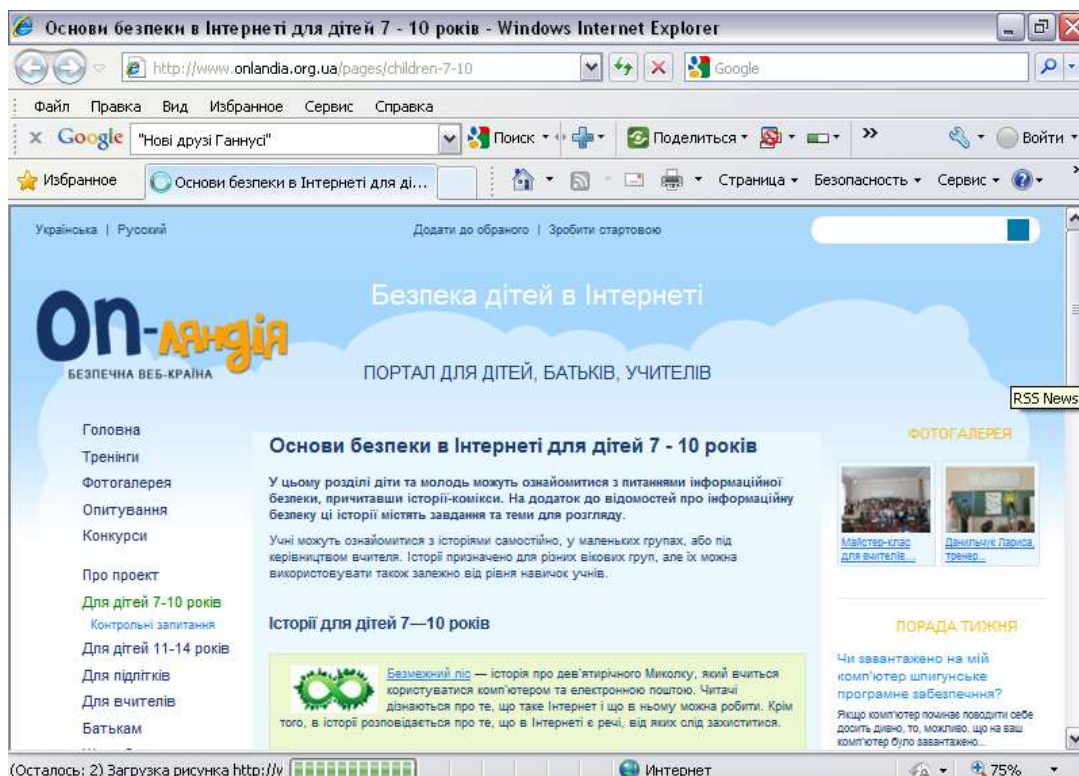 Основи безпеки в Інтернеті для дітей 7 - 10 років - Windows Internet Explorer
http://www.onlandia.org.ua/pages/children-7-10
Google
Файл Правка Вид Избранное Сервис Справка
x Google "Нові друзі Ганнусі" Поиск Поделиться » Войти
Избранное Основи безпеки в Інтернеті для ді... Страница Безопасность Сервис »
Українська | Русский Додати до обраного | Зробити стартовою
Безпека дітей в Інтернеті
on-ляндія
БЕЗПЕЧНА ВЕБ-КРАЇНА
ПОРТАЛ ДЛЯ ДІТЕЙ, БАТЬКІВ, УЧИТЕЛІВ
RSS News
Головна
Тренінги
Фотогалерея
Опитування
Конкурси
Про проект
Для дітей 7-10 років
Контрольні запитання
Для дітей 11-14 років
Для підлітків
Для вчителів
Батькам
Основи безпеки в Інтернеті для дітей 7 - 10 років
У цьому розділі діти та молодь можуть ознайомитися з питаннями інформаційної
безпеки, причитавши історії-комікси. На додаток до відомостей про інформаційну
безпеку ці історії містять завдання та теми для розгляду.
Учні можуть ознайомитися з історіями самостійно, у маленьких групах, або під
керівництвом вчителя. Історії призначено для різних вікових груп, але їх можна
використовувати також залежно від рівня навичок учнів.
Історії для дітей 7—10 років
Безмежний ліс — історія про дев'ятирічного Миколку, який вчиться
користуватися комп'ютером та електронною поштою. Читачі
дізнаються про те, що таке Інтернет і що в ньому можна робити. Крім
того, в історії розповідається про те, що в Інтернеті є речі, від яких слід захиститися.
ФОТОГАЛЕРЕЯ
Майстер-клас
для вчителів....
Данильчук Лариса,
тренер...
ПОРАДА ТИЖНЯ
Чи завантажено на мій
комп'ютер шпигунське
програмне забезпечення?
Якщо комп'ютер починає поводити себе
досить дивно, то, можливо, що на ваш
комп'ютер було завантажено...
(Осталось: 2) Загрузка рисунка http://w Интернет 75%